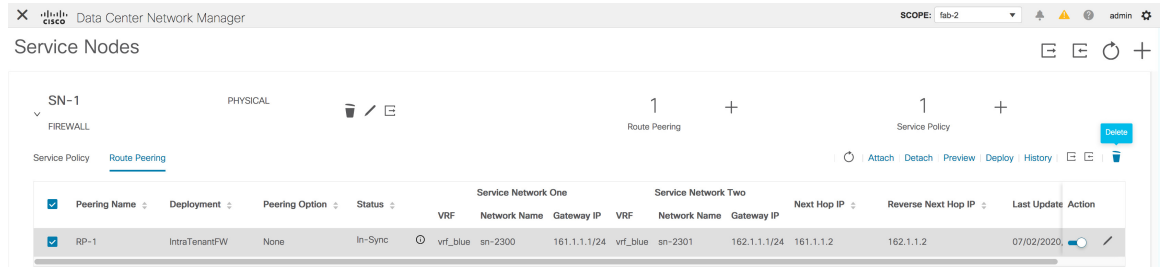 cisco Data Center Network Manager SCOPE: fab-2 admin
Service Nodes
SN-1 PHYSICAL 1 1
FIREWALL Route Peering Service Policy
Delete
Service Policy Route Peering Attach Detach Preview Deploy History
Service Network One Service Network Two
Peering Name Deployment Peering Option Status Next Hop IP Reverse Next Hop IP Last Update Action
VRF Network Name Gateway IP VRF Network Name Gateway IP
RP-1 IntraTenantFW None In-Sync vrf_blue sn-2300 161.1.1.1/24 vrf_blue sn-2301 162.1.1.1/24 161.1.1.2 162.1.1.2 07/02/2020,